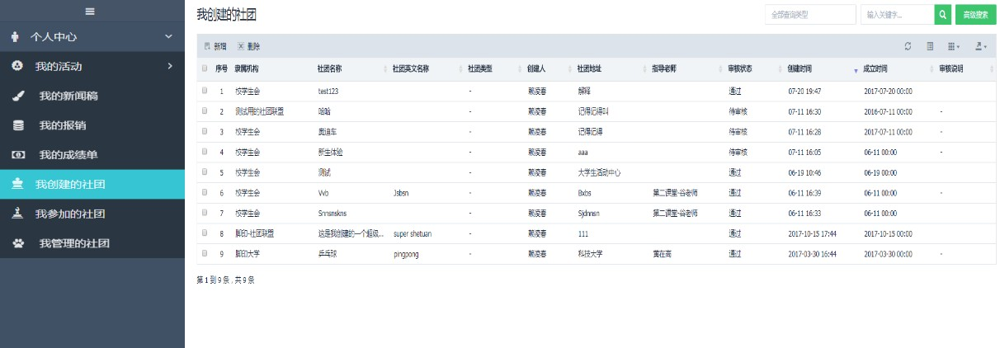 个人中心
我的活动
我的新闻稿
我的报销
我的成绩单
我创建的社团
我参加的社团
我管理的社团
我创建的社团
全部查询类型 输入关键字... 高级搜索
新增 删除
序号 隶属机构 社团名称 社团英文名称 社团类型 创建人 社团地址 指导老师 审核状态 创建时间 成立时间 审核说明
1 校学生会 test123 - 赖凌春 解释 通过 07-20 19:47 2017-07-20 00:00
2 测试用的社团联盟 哈哈 - 赖凌春 记得记得叫 待审核 07-11 16:30 2016-07-11 00:00 -
3 校学生会 奥迪车 - 赖凌春 记得记得 待审核 07-11 16:28 2017-07-11 00:00 -
4 校学生会 新生体验 - 赖凌春 aaa 待审核 07-11 16:05 06-11 00:00 -
5 校学生会 测试 - 赖凌春 大学生活动中心 通过 06-19 10:46 06-19 00:00
6 校学生会 Vvb Jsbsn - 赖凌春 Bxbs 第二课堂-谷老师 通过 06-11 16:39 06-11 00:00 -
7 校学生会 Snnsnskns - 赖凌春 Sjdnnsn 第二课堂-谷老师 通过 06-11 16:33 06-11 00:00 -
8 脚印-社团联盟 这是我创建的一个超级... super shetuan - 赖凌春 111 通过 2017-10-15 17:44 2017-10-15 00:00
9 脚印大学 乒乓球 pingpong - 赖凌春 科技大学 黄在高 通过 2017-03-30 16:44 2017-03-30 00:00 -
第 1 到 9 条 , 共 9 条